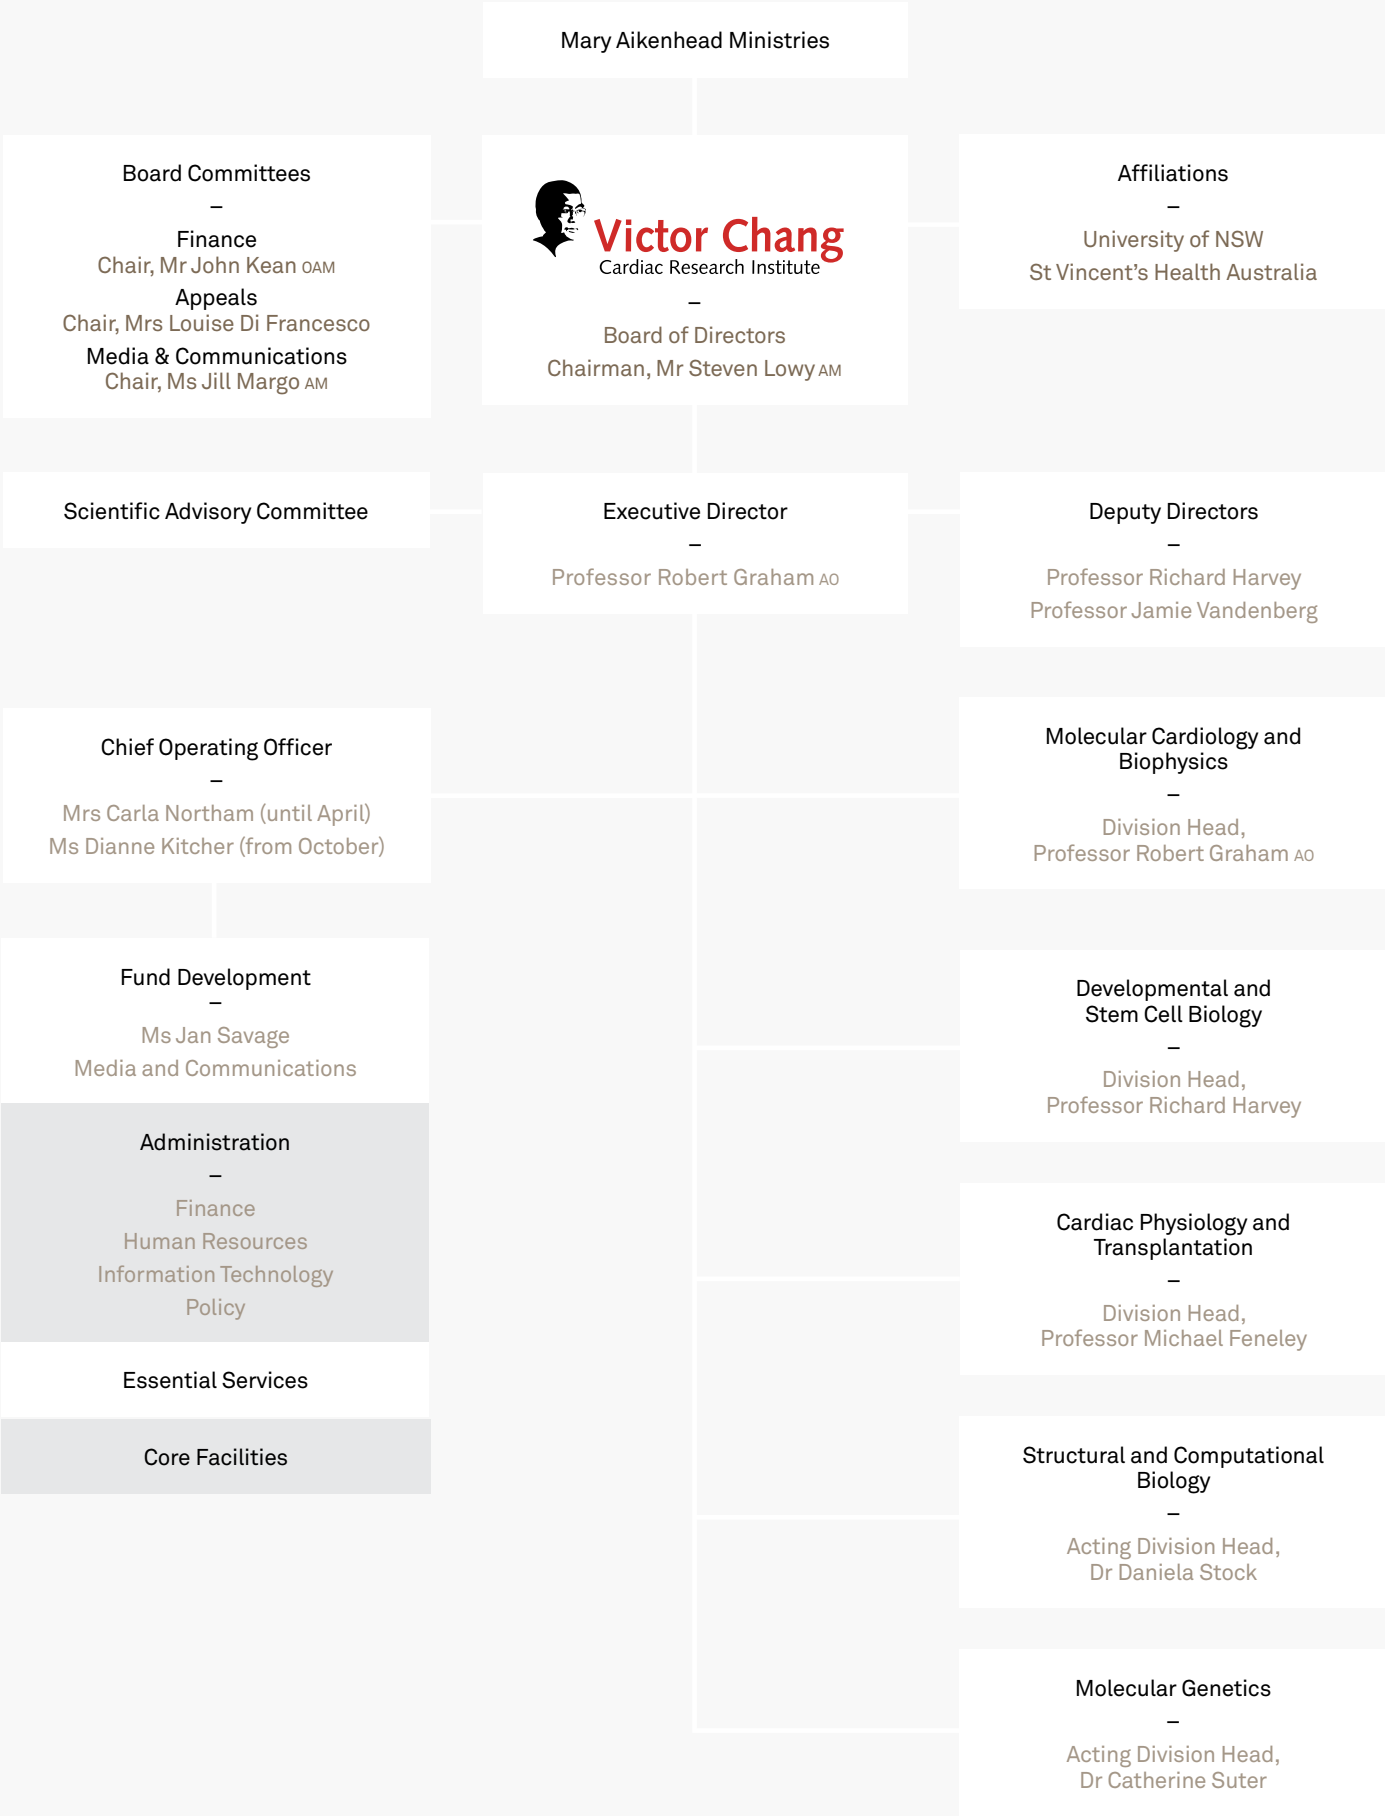 Mary Aikenhead Ministries
Board Committees
–
Finance
Chair, Mr John Kean OAM
Appeals
Chair, Mrs Louise Di Francesco
Media & Communications
Chair, Ms Jill Margo AM
Victor Chang
Cardiac Research Institute
–
Board of Directors
Chairman, Mr Steven Lowy AM
Affiliations
–
University of NSW
St Vincent’s Health Australia
Scientific Advisory Committee
Executive Director
–
Professor Robert Graham AO
Deputy Directors
–
Professor Richard Harvey
Professor Jamie Vandenberg
Chief Operating Officer
–
Mrs Carla Northam (until April)
Ms Dianne Kitcher (from October)
Fund Development
–
Ms Jan Savage
Media and Communications
Administration
–
Finance
Human Resources
Information Technology
Policy
Essential Services
Core Facilities
Molecular Cardiology and
Biophysics
–
Division Head,
Professor Robert Graham AO
Developmental and
Stem Cell Biology
–
Division Head,
Professor Richard Harvey
Cardiac Physiology and
Transplantation
–
Division Head,
Professor Michael Feneley
Structural and Computational
Biology
–
Acting Division Head,
Dr Daniela Stock
Molecular Genetics
–
Acting Division Head,
Dr Catherine Suter